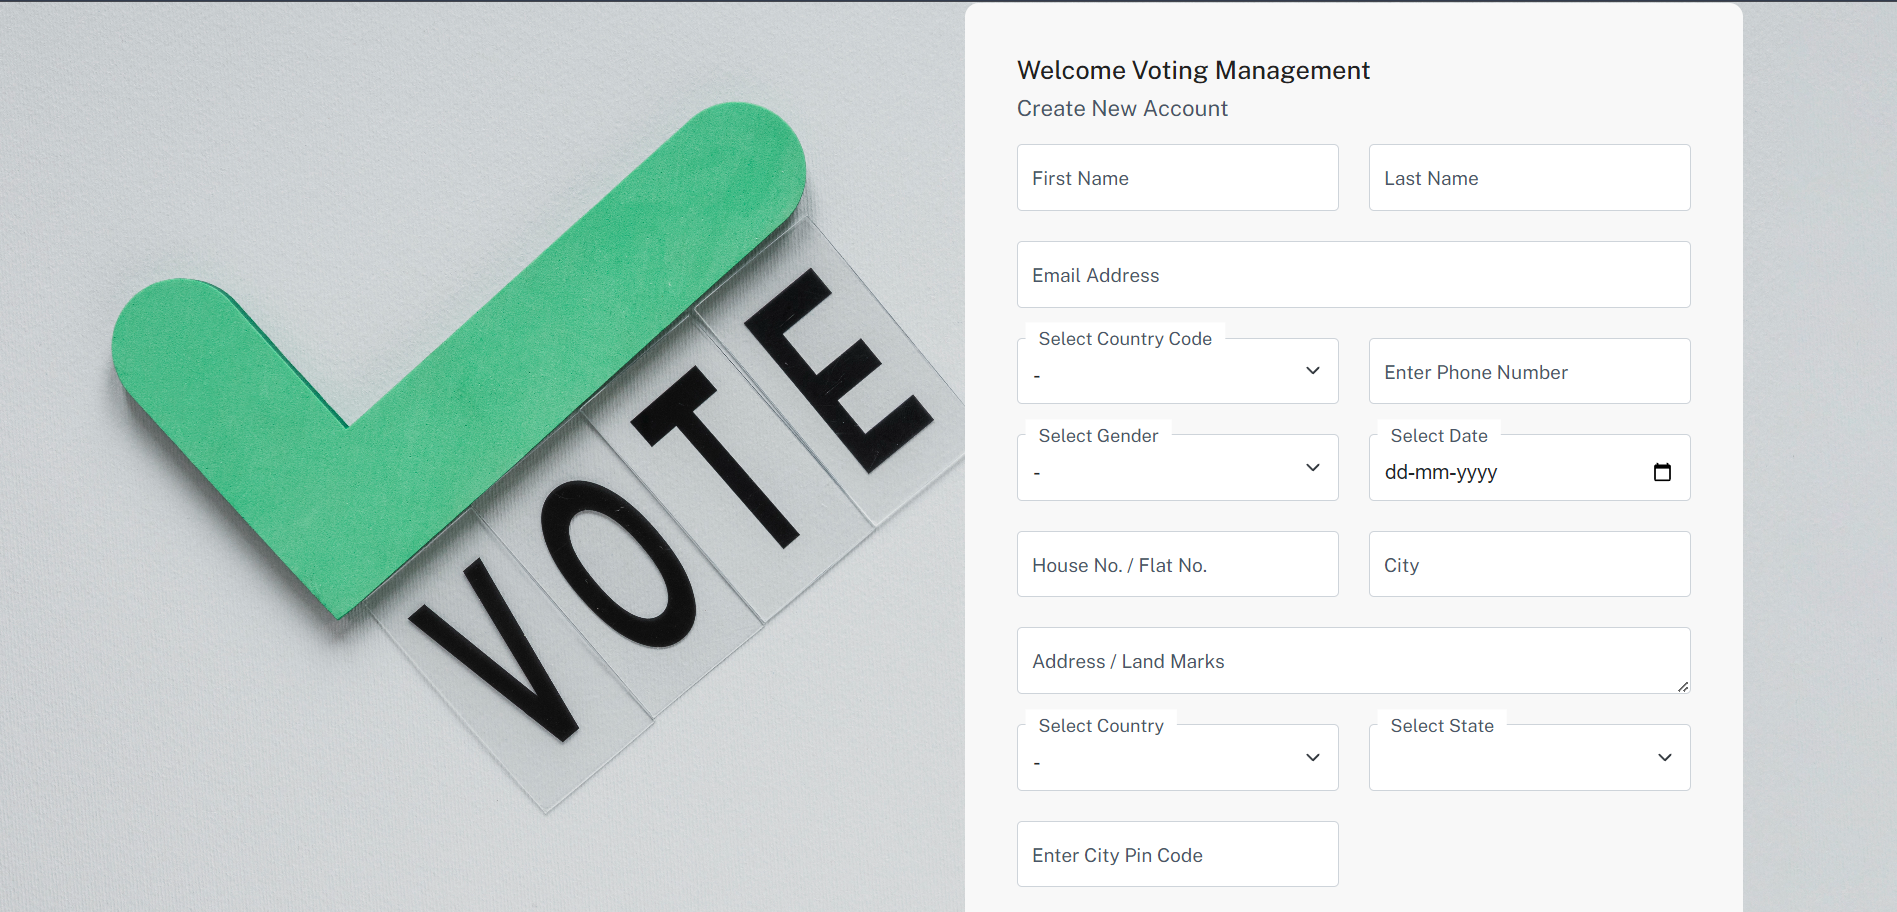 VOTE
Welcome Voting Management
Create New Account
First Name
Last Name
Email Address
Select Country Code
-
Enter Phone Number
Select Gender
-
Select Date
dd-mm-yyyy
House No. / Flat No.
City
Address / Land Marks
Select Country
-
Select State
Enter City Pin Code